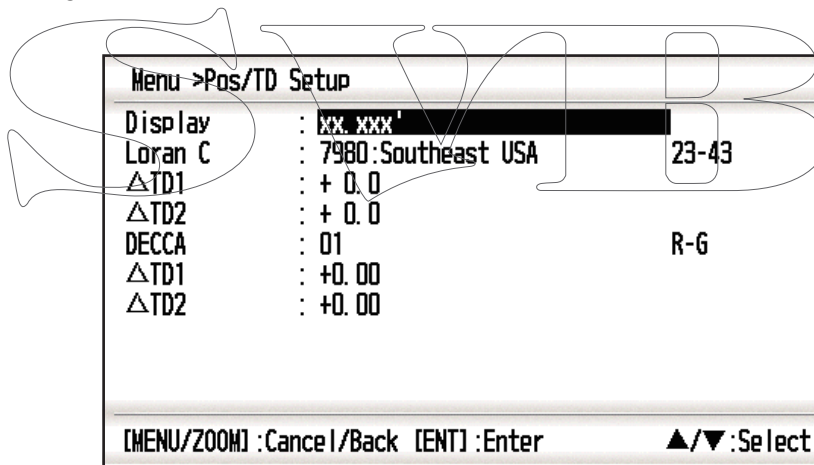 SVB
Menu >Pos/TD Setup
Display : xx.xxx'
Loran C : 7980:Southeast USA 23-43
△TD1 : + 0.0
△TD2 : + 0.0
DECCA : 01 R-G
△TD1 : +0.00
△TD2 : +0.00
[MENU/ZOOM]:Cancel/Back [ENT]:Enter ▲/▼:Select